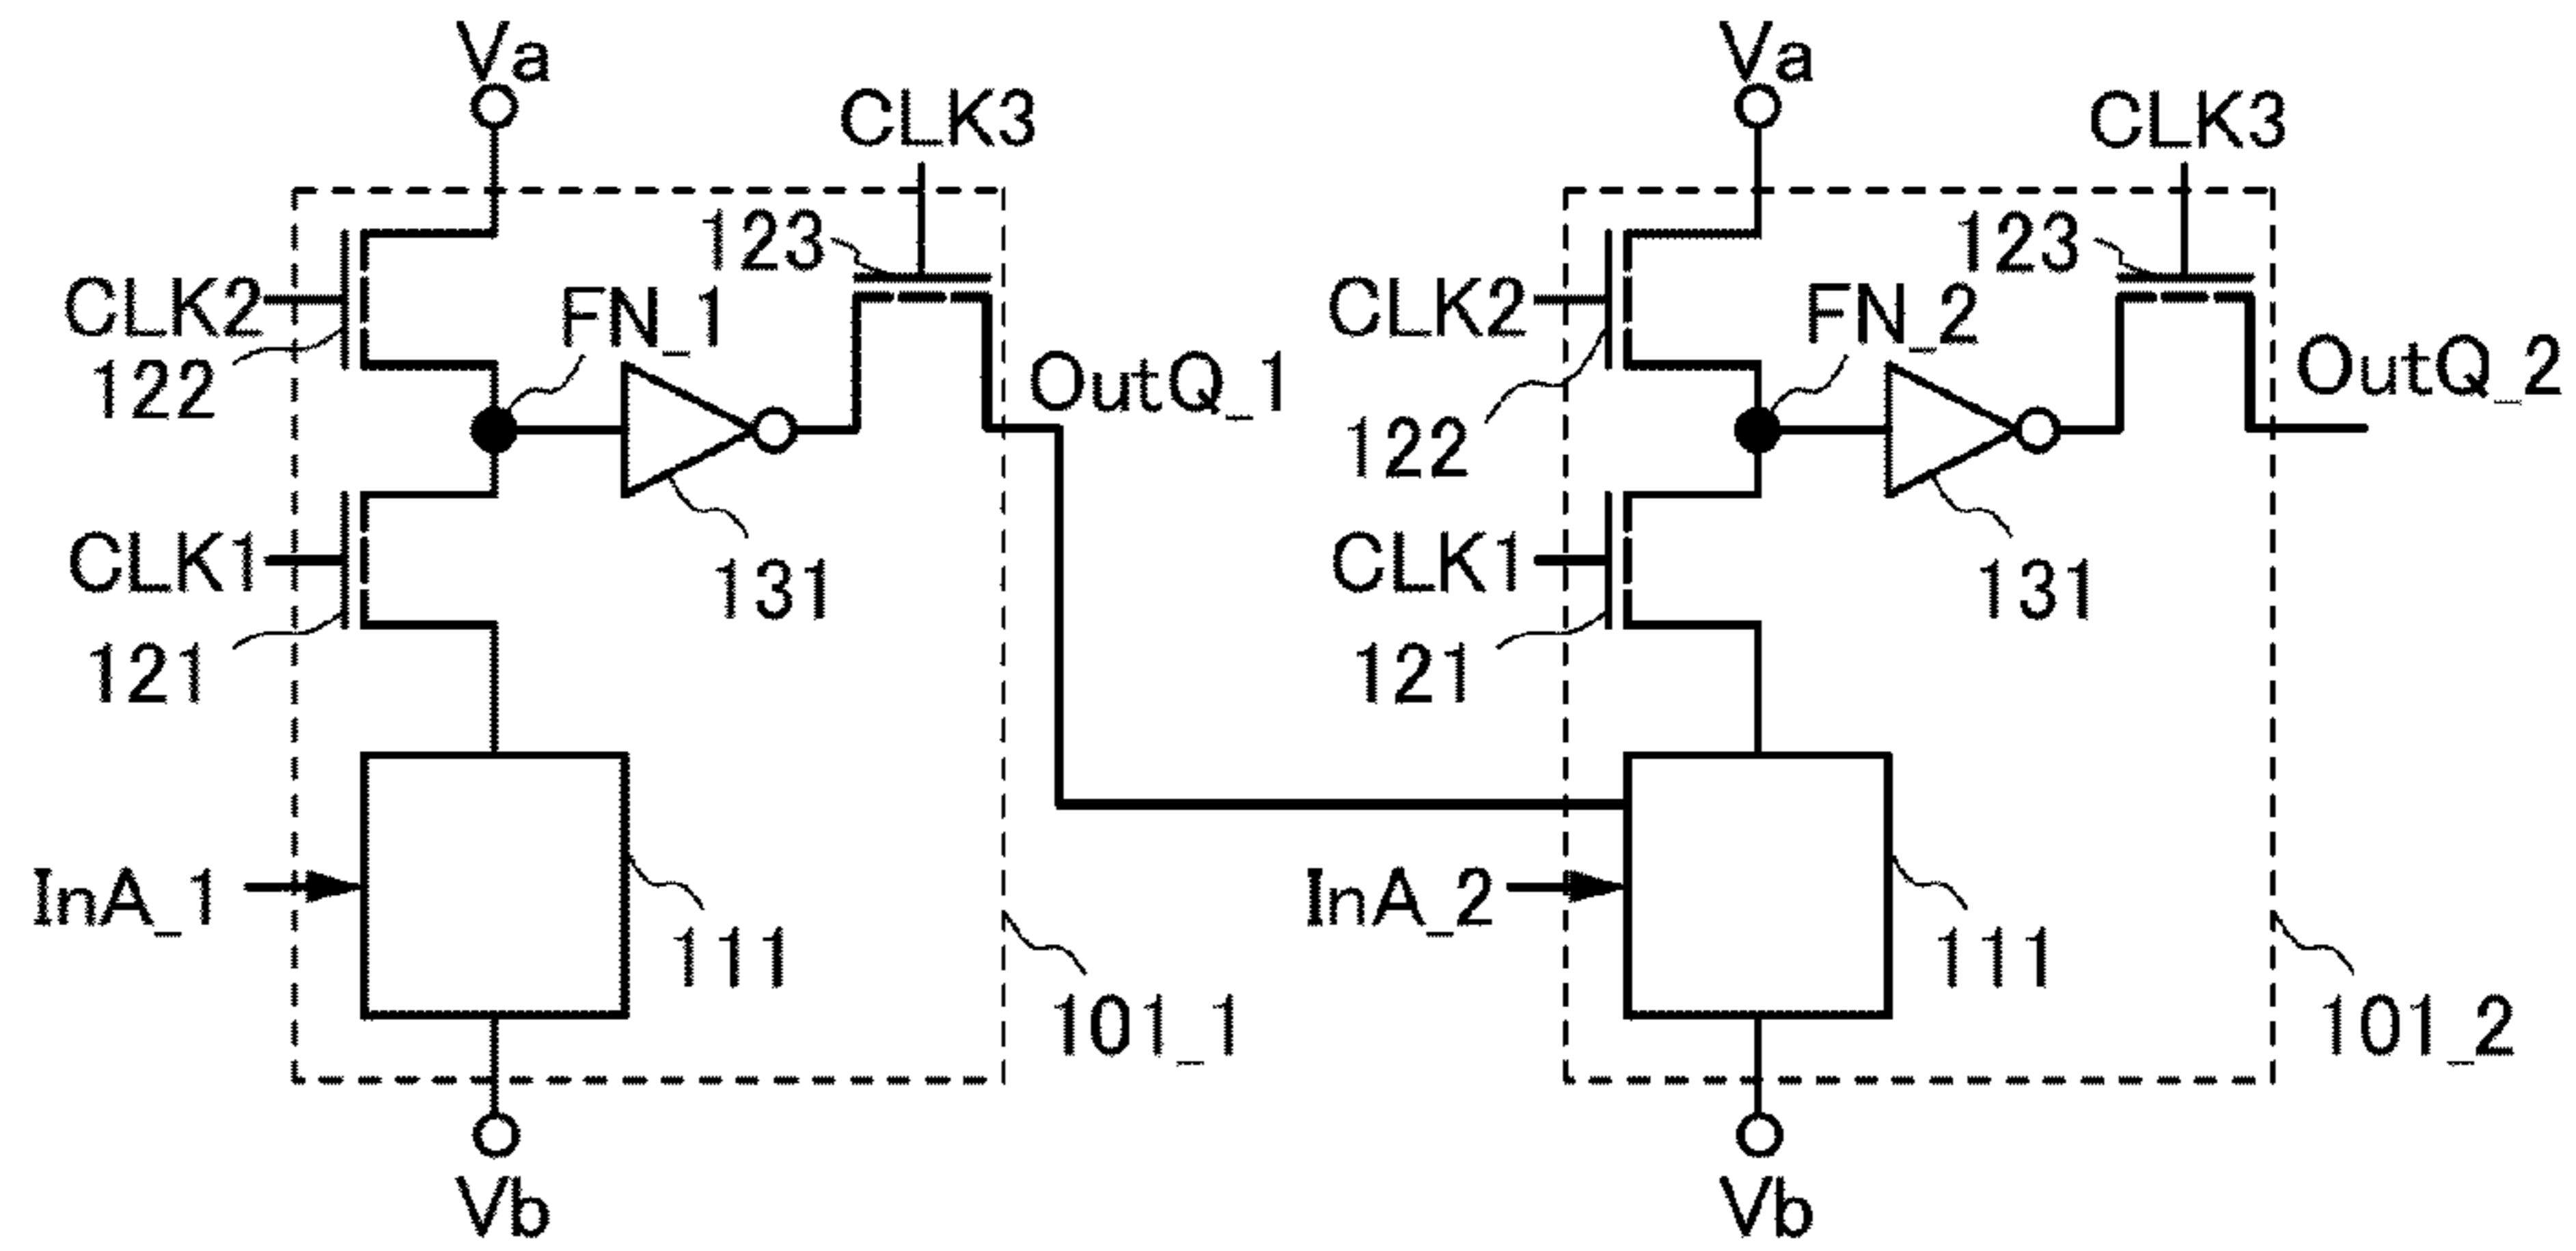 Va
CLK3
123
CLK2
122
FN_1
OutQ_1
CLK1
121
131
InA_1
111
101_1
Vb
Va
CLK3
123
CLK2
122
FN_2
OutQ_2
CLK1
121
131
InA_2
111
101_2
Vb